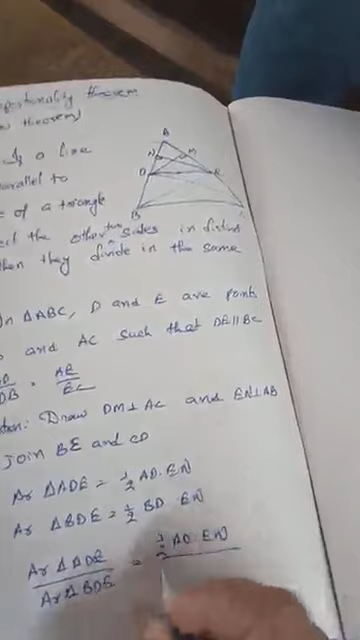 theorem
theorem)
If a line
parallel to
of a triangle
the other two sides in distinct
then they divide in the same
In ΔABC, D and E are points
and AC such that DE॥BC
DB = AE/EC
Draw DM⊥AC and EN⊥AB
Join BE and CD
Ar ΔADE = 1/2 AD. EN
Ar ΔBDE = 1/2 BD EN
Ar ΔADE / Ar ΔBDE = 1/2 AD EN
A
N
M
D
E
B